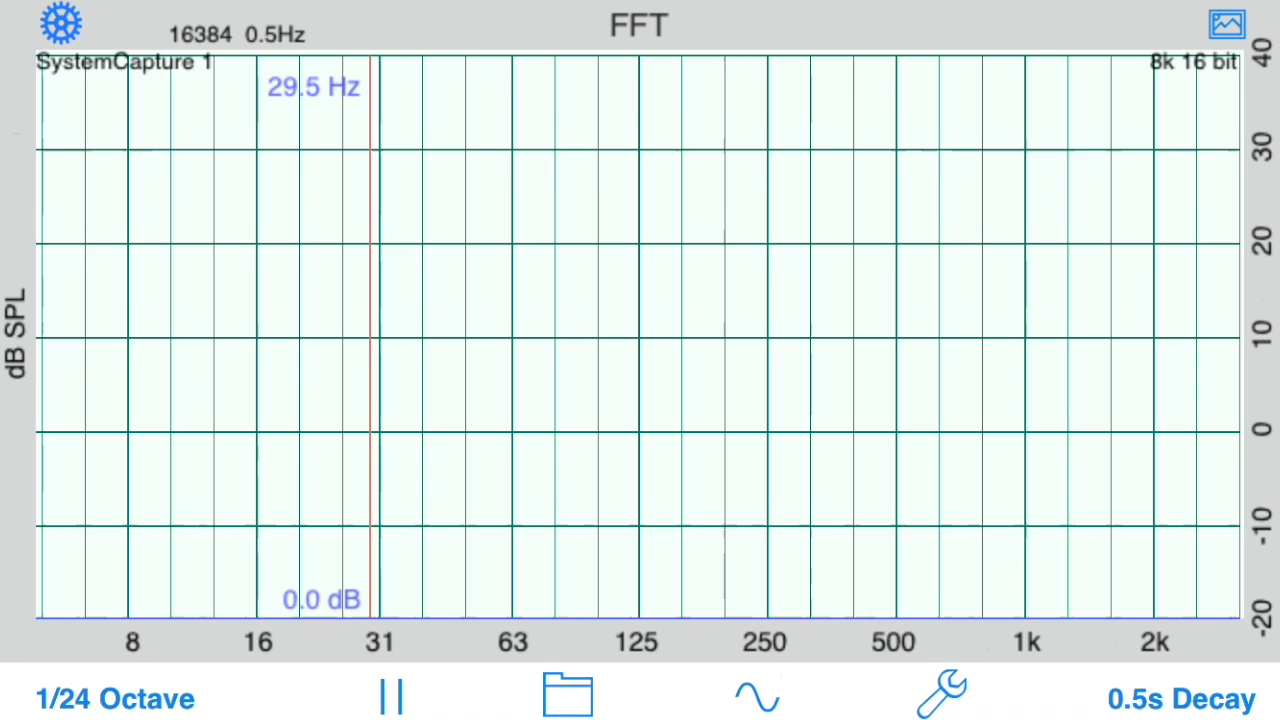 FFT
16384 0.5Hz
SystemCapture 1
8k 16 bit
29.5 Hz
40
30
20
10
0
-10
-20
dB SPL
0.0 dB
8 16 31 63 125 250 500 1k 2k
1/24 Octave
0.5s Decay